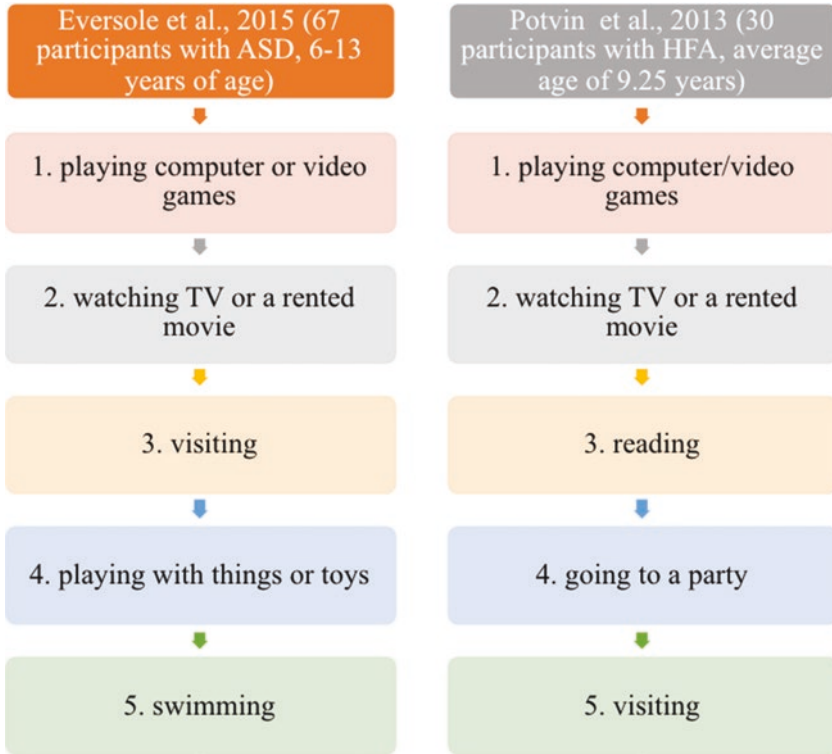 Eversole et al., 2015 (67
participants with ASD, 6-13
years of age)
1. playing computer or video
games
2. watching TV or a rented
movie
3. visiting
4. playing with things or toys
5. swimming
Potvin et al., 2013 (30
participants with HFA, average
age of 9.25 years)
1. playing computer/video
games
2. watching TV or a rented
movie
3. reading
4. going to a party
5. visiting